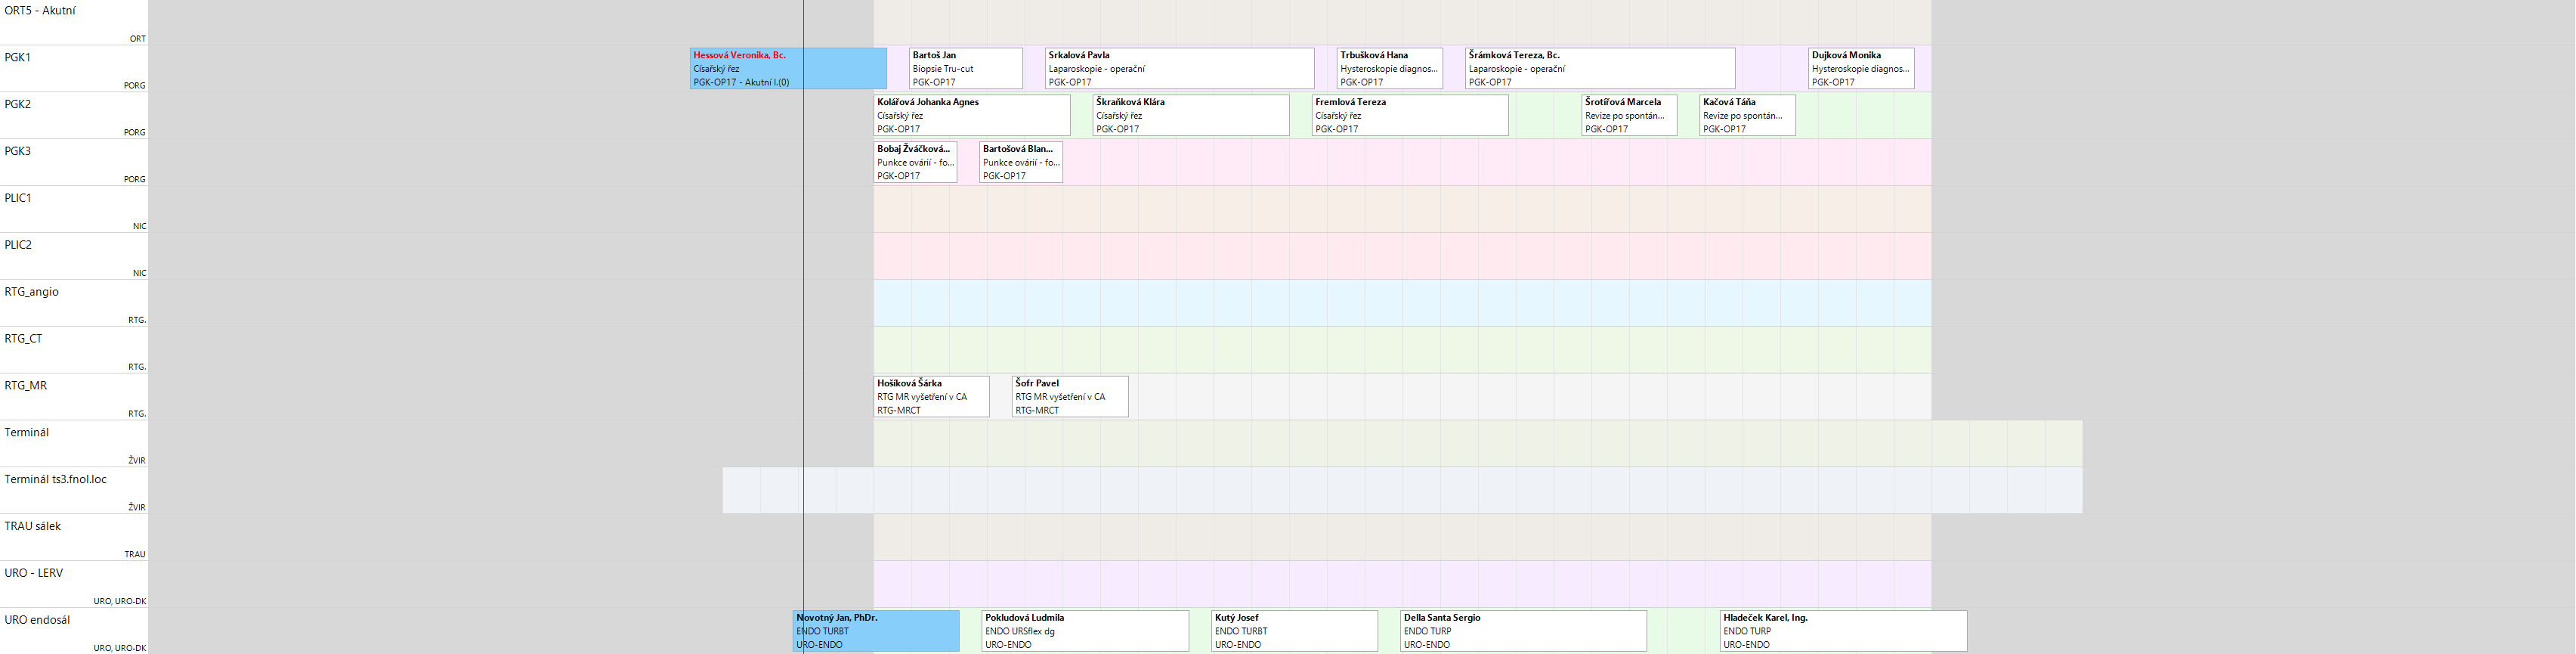 ORT5 - Akutní
ORT
PGK1
PORG
Hessová Veronika, Bc.
Císařský řez
PGK-OP17 - Akutní I.(0)
Bartoš Jan
Biopsie Tru-cut
PGK-OP17
Srkalová Pavla
Laparoskopie - operační
PGK-OP17
Trbušková Hana
Hysteroskopie diagnos...
PGK-OP17
Šrámková Tereza, Bc.
Laparoskopie - operační
PGK-OP17
Dujková Monika
Hysteroskopie diagnos...
PGK-OP17
PGK2
PORG
Kolářová Johanka Agnes
Císařský řez
PGK-OP17
Škraňková Klára
Císařský řez
PGK-OP17
Fremlová Tereza
Císařský řez
PGK-OP17
Šrotířová Marcela
Revize po spontán...
PGK-OP17
Kačová Táňa
Revize po spontán...
PGK-OP17
PGK3
PORG
Bobaj Žváčková...
Punkce ovárií - fo...
PGK-OP17
Bartošová Blan...
Punkce ovárií - fo...
PGK-OP17
PLIC1
NIC
PLIC2
NIC
RTG_angio
RTG.
RTG_CT
RTG.
RTG_MR
RTG.
Hošíková Šárka
RTG MR vyšetření v CA
RTG-MRCT
Šofr Pavel
RTG MR vyšetření v CA
RTG-MRCT
Terminál
ŽVIR
Terminál ts3.fnol.loc
ŽVIR
TRAU sálek
TRAU
URO - LERV
URO, URO-DK
URO endosál
URO, URO-DK
Novotný Jan, PhDr.
ENDO TURBT
URO-ENDO
Pokludová Ludmila
ENDO URSflex dg
URO-ENDO
Kutý Josef
ENDO TURBT
URO-ENDO
Della Santa Sergio
ENDO TURP
URO-ENDO
Hladeček Karel, Ing.
ENDO TURP
URO-ENDO